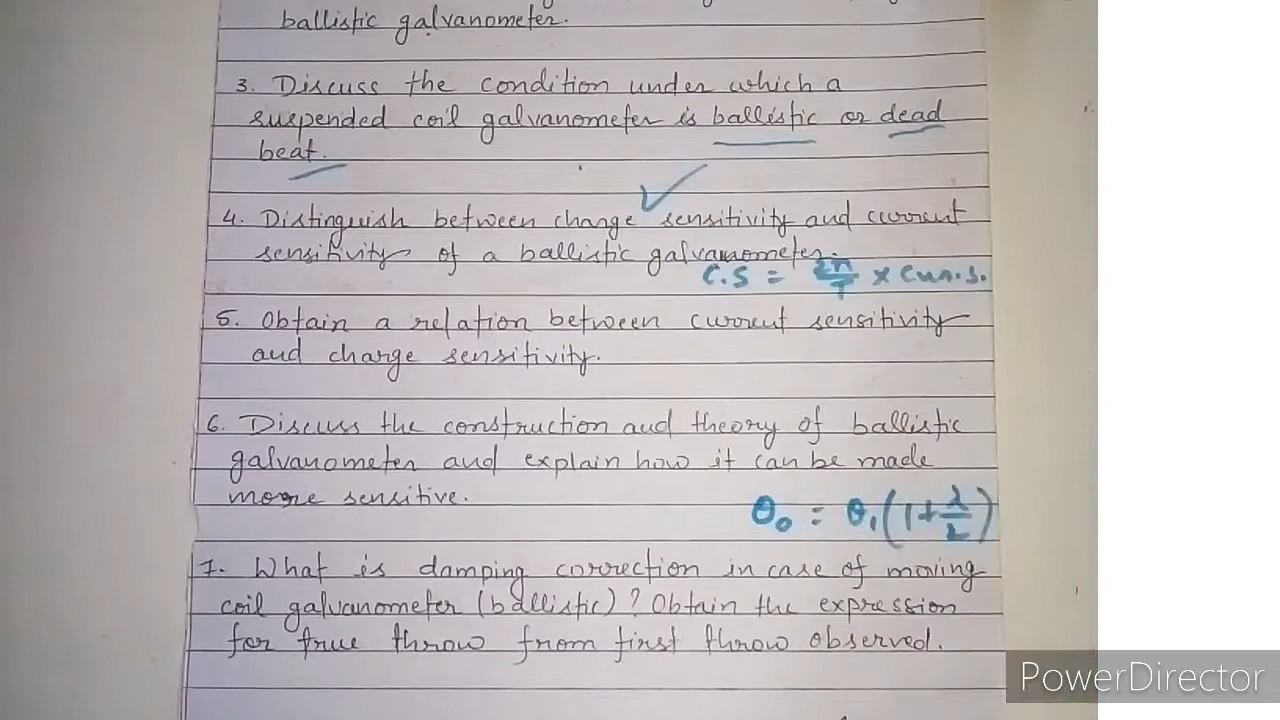 ballistic galvanometer.
3. Discuss the condition under which a
suspended coil galvanometer is ballistic or dead
beat.
4. Distinguish between charge sensitivity and current
sensitivity of a ballistic galvanometer.
C.S = 2π/T × Curr.S.
5. Obtain a relation between current sensitivity
and charge sensitivity.
6. Discuss the construction and theory of ballistic
galvanometer and explain how it can be made
more sensitive.
θ₀ = θ₁(1+λ/2)
7. What is damping correction in case of moving
coil galvanometer (ballistic)? Obtain the expression
for true throw from first throw observed.
PowerDirector